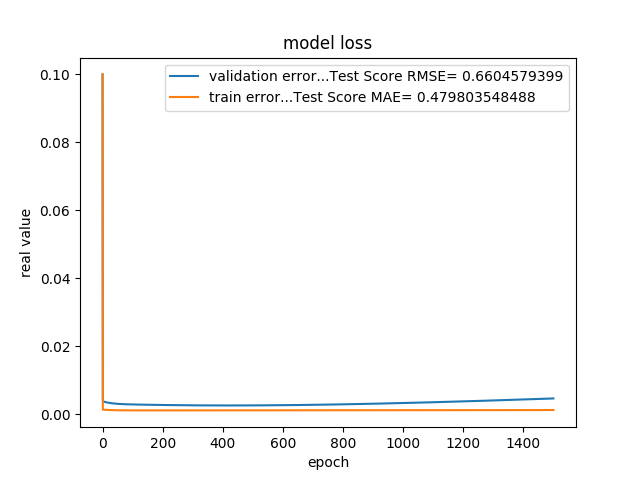 model loss
validation error...Test Score RMSE= 0.6604579399
train error...Test Score MAE= 0.479803548488
real value
0.10
0.08
0.06
0.04
0.02
0.00
0 200 400 600 800 1000 1200 1400
epoch